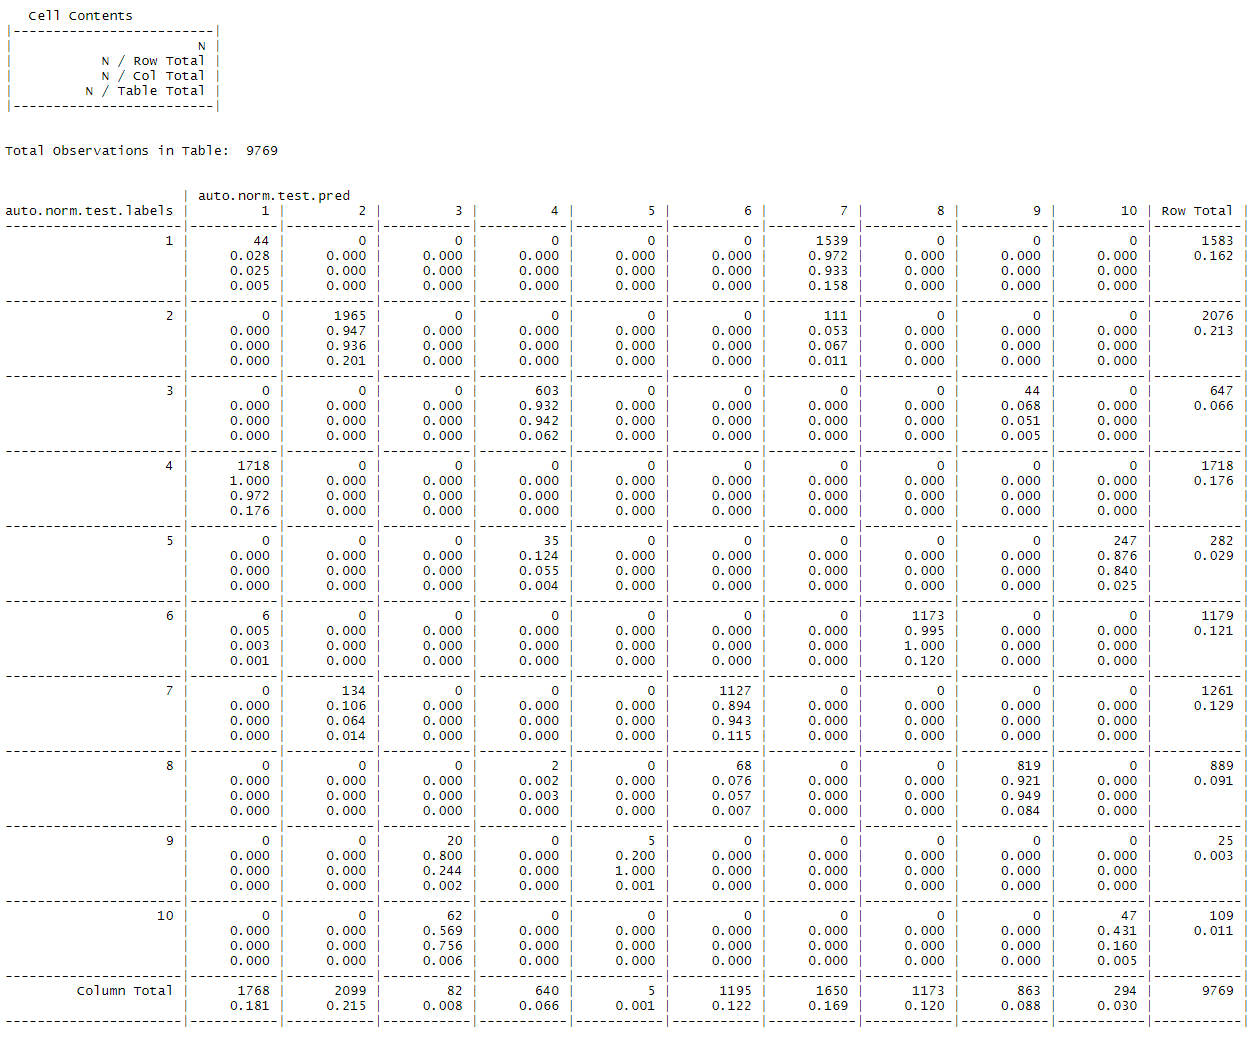 Cell Contents
|-------------------------|
|                       N |
|           N / Row Total |
|           N / Col Total |
|         N / Table Total |
|-------------------------|
Total Observations in Table:  9769
                      | auto.norm.test.pred
auto.norm.test.labels |         1 |         2 |         3 |         4 |         5 |         6 |         7 |         8 |         9 |        10 | Row Total |
----------------------|-----------|-----------|-----------|-----------|-----------|-----------|-----------|-----------|-----------|-----------|-----------|
                    1 |        44 |         0 |         0 |         0 |         0 |         0 |      1539 |         0 |         0 |         0 |      1583 |
                      |     0.028 |     0.000 |     0.000 |     0.000 |     0.000 |     0.000 |     0.972 |     0.000 |     0.000 |     0.000 |     0.162 |
                      |     0.025 |     0.000 |     0.000 |     0.000 |     0.000 |     0.000 |     0.933 |     0.000 |     0.000 |     0.000 |           |
                      |     0.005 |     0.000 |     0.000 |     0.000 |     0.000 |     0.000 |     0.158 |     0.000 |     0.000 |     0.000 |           |
----------------------|-----------|-----------|-----------|-----------|-----------|-----------|-----------|-----------|-----------|-----------|-----------|
                    2 |         0 |      1965 |         0 |         0 |         0 |         0 |       111 |         0 |         0 |         0 |      2076 |
                      |     0.000 |     0.947 |     0.000 |     0.000 |     0.000 |     0.000 |     0.053 |     0.000 |     0.000 |     0.000 |     0.213 |
                      |     0.000 |     0.936 |     0.000 |     0.000 |     0.000 |     0.000 |     0.067 |     0.000 |     0.000 |     0.000 |           |
                      |     0.000 |     0.201 |     0.000 |     0.000 |     0.000 |     0.000 |     0.011 |     0.000 |     0.000 |     0.000 |           |
----------------------|-----------|-----------|-----------|-----------|-----------|-----------|-----------|-----------|-----------|-----------|-----------|
                    3 |         0 |         0 |         0 |       603 |         0 |         0 |         0 |         0 |        44 |         0 |       647 |
                      |     0.000 |     0.000 |     0.000 |     0.932 |     0.000 |     0.000 |     0.000 |     0.000 |     0.068 |     0.000 |     0.066 |
                      |     0.000 |     0.000 |     0.000 |     0.942 |     0.000 |     0.000 |     0.000 |     0.000 |     0.051 |     0.000 |           |
                      |     0.000 |     0.000 |     0.000 |     0.062 |     0.000 |     0.000 |     0.000 |     0.000 |     0.005 |     0.000 |           |
----------------------|-----------|-----------|-----------|-----------|-----------|-----------|-----------|-----------|-----------|-----------|-----------|
                    4 |      1718 |         0 |         0 |         0 |         0 |         0 |         0 |         0 |         0 |         0 |      1718 |
                      |     1.000 |     0.000 |     0.000 |     0.000 |     0.000 |     0.000 |     0.000 |     0.000 |     0.000 |     0.000 |     0.176 |
                      |     0.972 |     0.000 |     0.000 |     0.000 |     0.000 |     0.000 |     0.000 |     0.000 |     0.000 |     0.000 |           |
                      |     0.176 |     0.000 |     0.000 |     0.000 |     0.000 |     0.000 |     0.000 |     0.000 |     0.000 |     0.000 |           |
----------------------|-----------|-----------|-----------|-----------|-----------|-----------|-----------|-----------|-----------|-----------|-----------|
                    5 |         0 |         0 |         0 |        35 |         0 |         0 |         0 |         0 |         0 |       247 |       282 |
                      |     0.000 |     0.000 |     0.000 |     0.124 |     0.000 |     0.000 |     0.000 |     0.000 |     0.000 |     0.876 |     0.029 |
                      |     0.000 |     0.000 |     0.000 |     0.055 |     0.000 |     0.000 |     0.000 |     0.000 |     0.000 |     0.840 |           |
                      |     0.000 |     0.000 |     0.000 |     0.004 |     0.000 |     0.000 |     0.000 |     0.000 |     0.000 |     0.025 |           |
----------------------|-----------|-----------|-----------|-----------|-----------|-----------|-----------|-----------|-----------|-----------|-----------|
                    6 |         6 |         0 |         0 |         0 |         0 |         0 |         0 |      1173 |         0 |         0 |      1179 |
                      |     0.005 |     0.000 |     0.000 |     0.000 |     0.000 |     0.000 |     0.000 |     0.995 |     0.000 |     0.000 |     0.121 |
                      |     0.003 |     0.000 |     0.000 |     0.000 |     0.000 |     0.000 |     0.000 |     1.000 |     0.000 |     0.000 |           |
                      |     0.001 |     0.000 |     0.000 |     0.000 |     0.000 |     0.000 |     0.000 |     0.120 |     0.000 |     0.000 |           |
----------------------|-----------|-----------|-----------|-----------|-----------|-----------|-----------|-----------|-----------|-----------|-----------|
                    7 |         0 |       134 |         0 |         0 |         0 |      1127 |         0 |         0 |         0 |         0 |      1261 |
                      |     0.000 |     0.106 |     0.000 |     0.000 |     0.000 |     0.894 |     0.000 |     0.000 |     0.000 |     0.000 |     0.129 |
                      |     0.000 |     0.064 |     0.000 |     0.000 |     0.000 |     0.943 |     0.000 |     0.000 |     0.000 |     0.000 |           |
                      |     0.000 |     0.014 |     0.000 |     0.000 |     0.000 |     0.115 |     0.000 |     0.000 |     0.000 |     0.000 |           |
----------------------|-----------|-----------|-----------|-----------|-----------|-----------|-----------|-----------|-----------|-----------|-----------|
                    8 |         0 |         0 |         0 |         2 |         0 |        68 |         0 |         0 |       819 |         0 |       889 |
                      |     0.000 |     0.000 |     0.000 |     0.002 |     0.000 |     0.076 |     0.000 |     0.000 |     0.921 |     0.000 |     0.091 |
                      |     0.000 |     0.000 |     0.000 |     0.003 |     0.000 |     0.057 |     0.000 |     0.000 |     0.949 |     0.000 |           |
                      |     0.000 |     0.000 |     0.000 |     0.000 |     0.000 |     0.007 |     0.000 |     0.000 |     0.084 |     0.000 |           |
----------------------|-----------|-----------|-----------|-----------|-----------|-----------|-----------|-----------|-----------|-----------|-----------|
                    9 |         0 |         0 |        20 |         0 |         5 |         0 |         0 |         0 |         0 |         0 |        25 |
                      |     0.000 |     0.000 |     0.800 |     0.000 |     0.200 |     0.000 |     0.000 |     0.000 |     0.000 |     0.000 |     0.003 |
                      |     0.000 |     0.000 |     0.244 |     0.000 |     1.000 |     0.000 |     0.000 |     0.000 |     0.000 |     0.000 |           |
                      |     0.000 |     0.000 |     0.002 |     0.000 |     0.001 |     0.000 |     0.000 |     0.000 |     0.000 |     0.000 |           |
----------------------|-----------|-----------|-----------|-----------|-----------|-----------|-----------|-----------|-----------|-----------|-----------|
                   10 |         0 |         0 |        62 |         0 |         0 |         0 |         0 |         0 |         0 |        47 |       109 |
                      |     0.000 |     0.000 |     0.569 |     0.000 |     0.000 |     0.000 |     0.000 |     0.000 |     0.000 |     0.431 |     0.011 |
                      |     0.000 |     0.000 |     0.756 |     0.000 |     0.000 |     0.000 |     0.000 |     0.000 |     0.000 |     0.160 |           |
                      |     0.000 |     0.000 |     0.006 |     0.000 |     0.000 |     0.000 |     0.000 |     0.000 |     0.000 |     0.005 |           |
----------------------|-----------|-----------|-----------|-----------|-----------|-----------|-----------|-----------|-----------|-----------|-----------|
         Column Total |      1768 |      2099 |        82 |       640 |         5 |      1195 |      1650 |      1173 |       863 |       294 |      9769 |
                      |     0.181 |     0.215 |     0.008 |     0.066 |     0.001 |     0.122 |     0.169 |     0.120 |     0.088 |     0.030 |           |
----------------------|-----------|-----------|-----------|-----------|-----------|-----------|-----------|-----------|-----------|-----------|-----------|